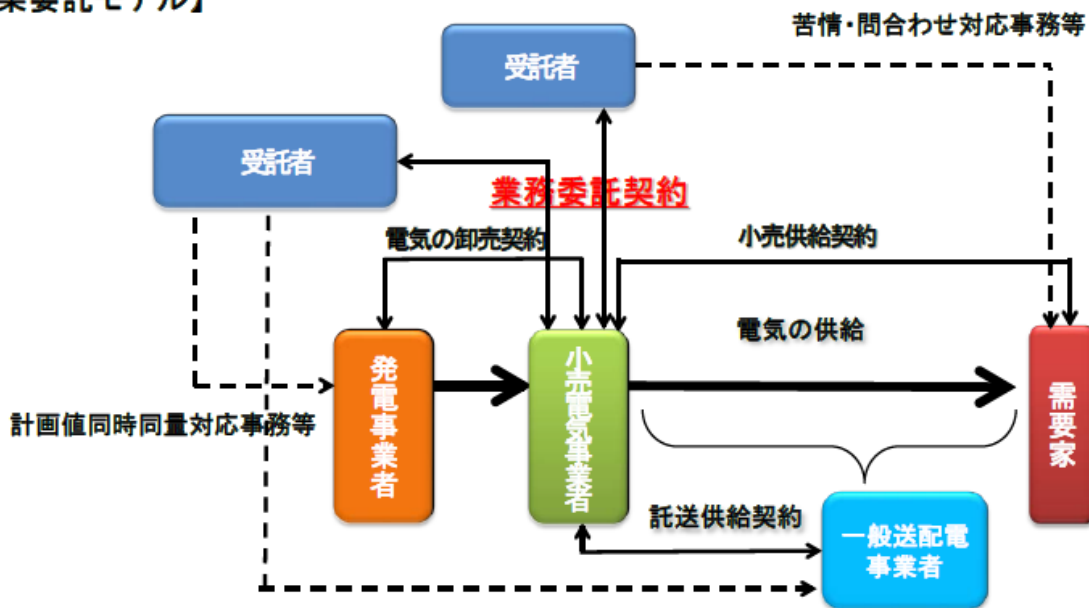 業委託モデル】
苦情・問合わせ対応事務等
受託者
受託者
業務委託契約
電気の卸売契約
小売供給契約
電気の供給
発電事業者
小売電気事業者
需要家
計画値同時同量対応事務等
託送供給契約
一般送配電
事業者